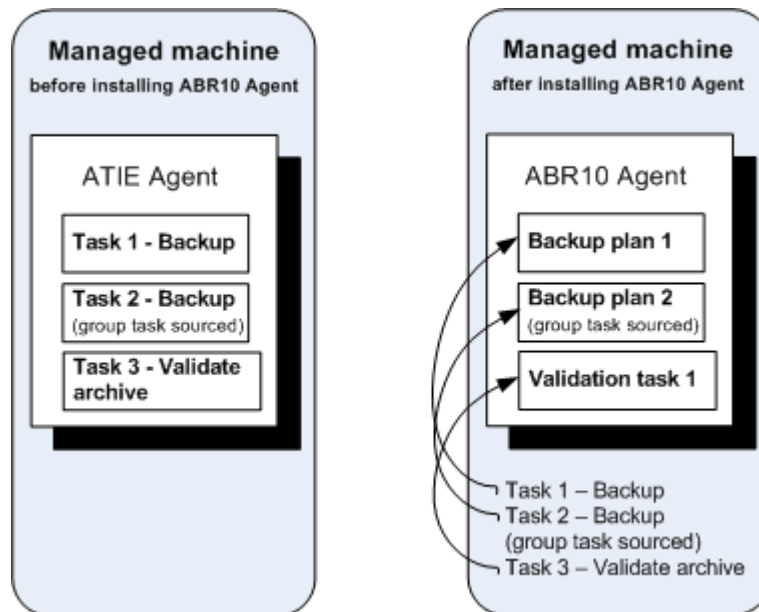 Managed machine
before installing ABR10 Agent
ATIE Agent
Task 1 - Backup
Task 2 - Backup
(group task sourced)
Task 3 - Validate
archive
Managed machine
after installing ABR10 Agent
ABR10 Agent
Backup plan 1
Backup plan 2
(group task sourced)
Validation task 1
Task 1 – Backup
Task 2 – Backup
(group task sourced)
Task 3 – Validate archive